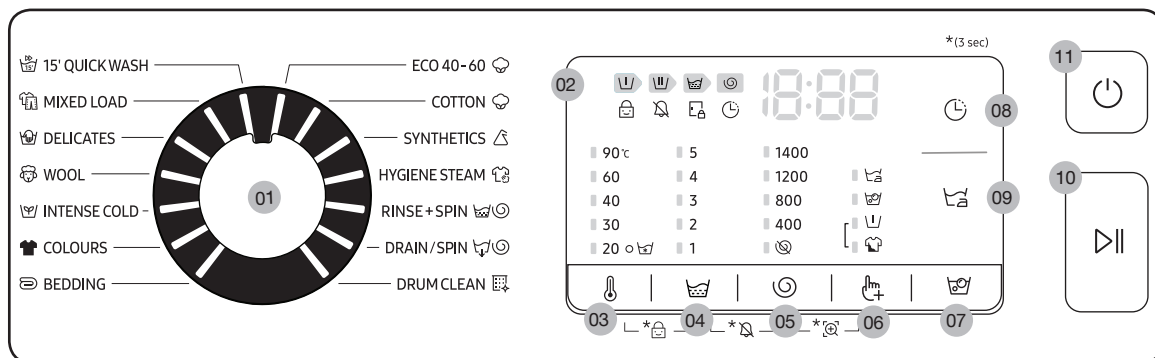 *(3 sec)
15' QUICK WASH
MIXED LOAD
DELICATES
WOOL
INTENSE COLD
COLOURS
BEDDING
01
ECO 40-60
COTTON
SYNTHETICS
HYGIENE STEAM
RINSE+SPIN
DRAIN/SPIN
DRUM CLEAN
02
18:88
90℃ 5 1400
60 4 1200
40 3 800
30 2 400
20 1
03 * 04 * 05 * 06 07
08
09
10
11